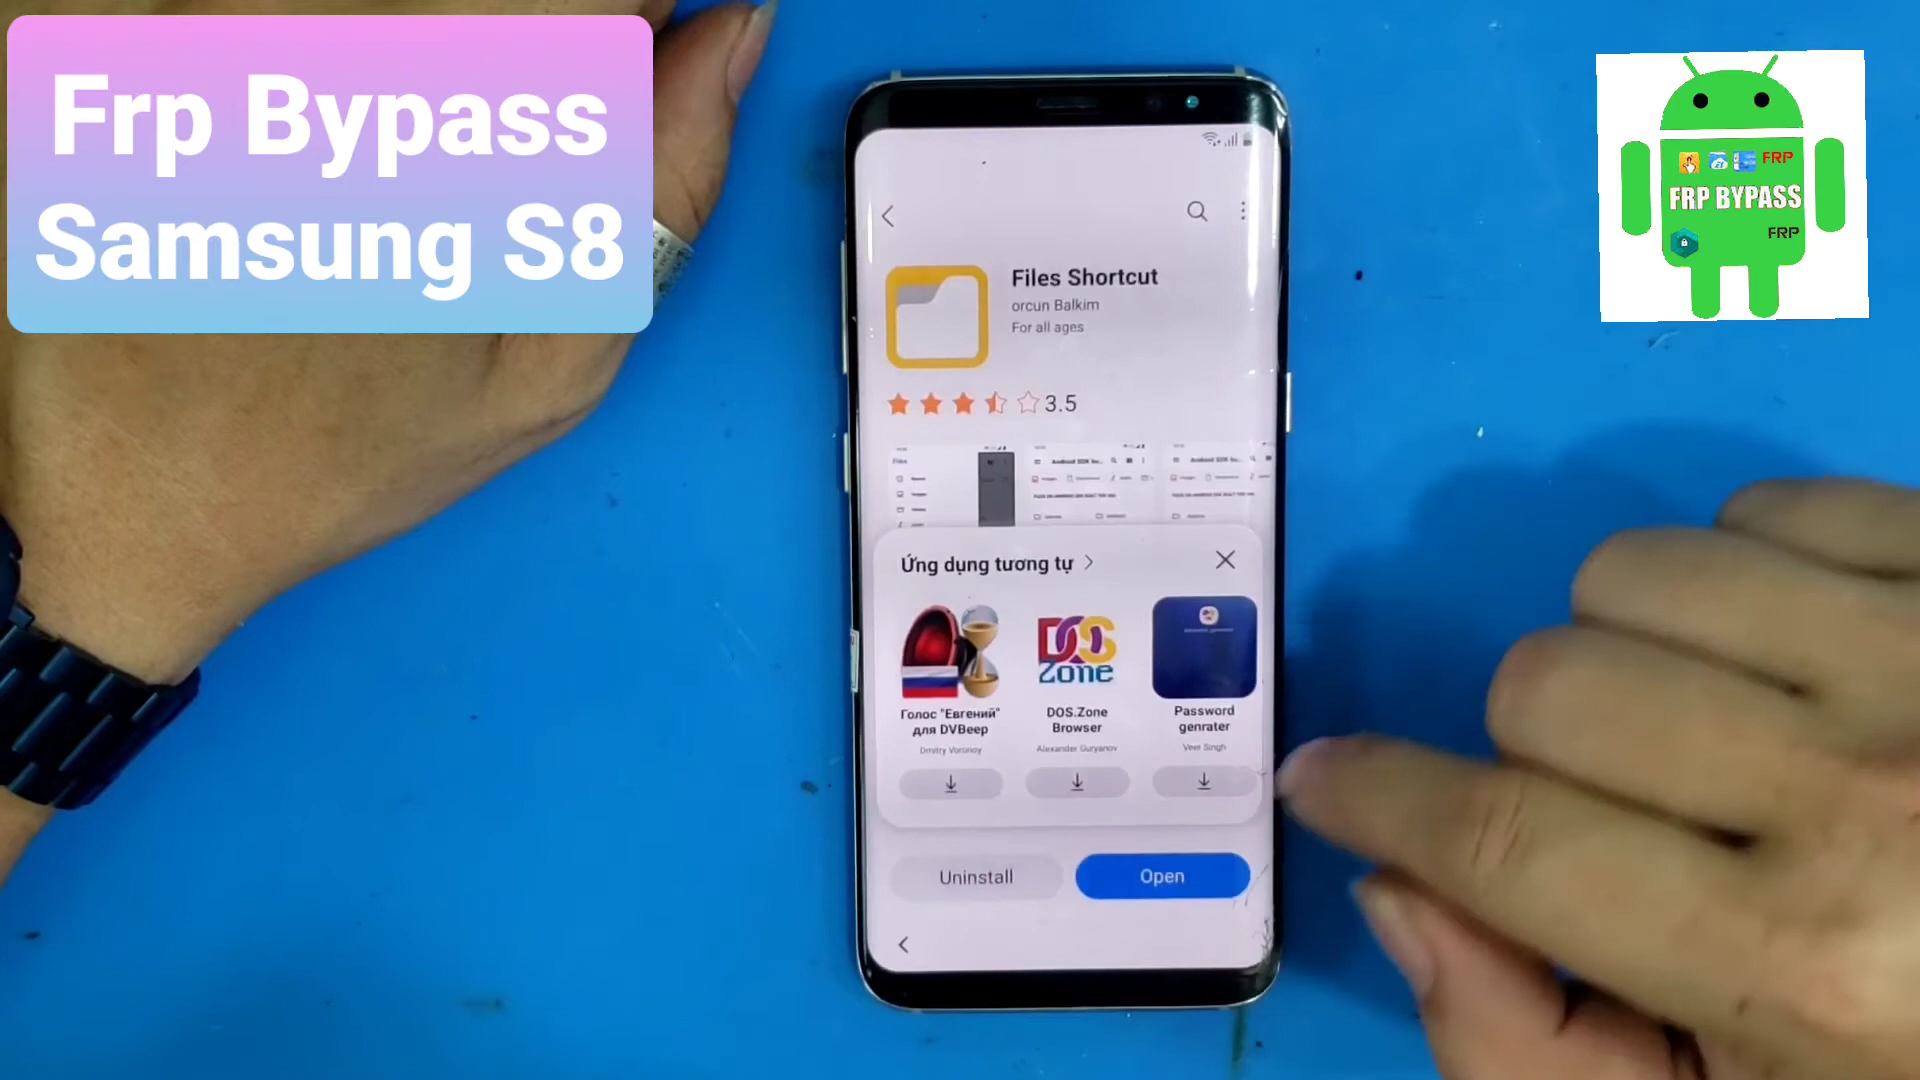 Frp Bypass
Samsung S8
FRP
FRP BYPASS
FRP
Files Shortcut
orcun Balkim
For all ages
3.5
Ứng dụng tương tự
DOS
Zone
Голос "Евгений"
для DVBeep
Dmitry Voronoy
DOS.Zone
Browser
Alexander Guryanov
Password
genrater
Veer Singh
Uninstall
Open